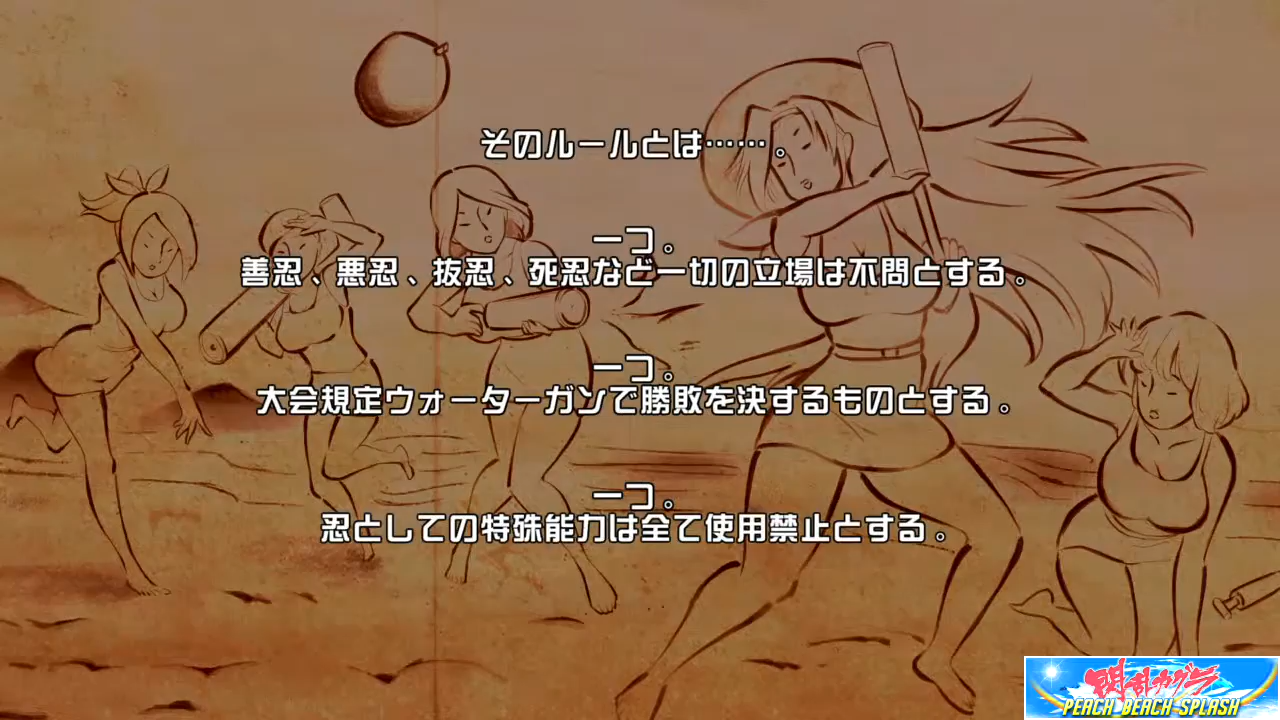 そのルールとは……。
一つ。
善忍、悪忍、抜忍、死忍など一切の立場は不問とする。
一つ。
大会規定ウォーターガンで勝敗を決するものとする。
一つ。
忍としての特殊能力は全て使用禁止とする。
閃乱カグラ
PEACH BEACH SPLASH